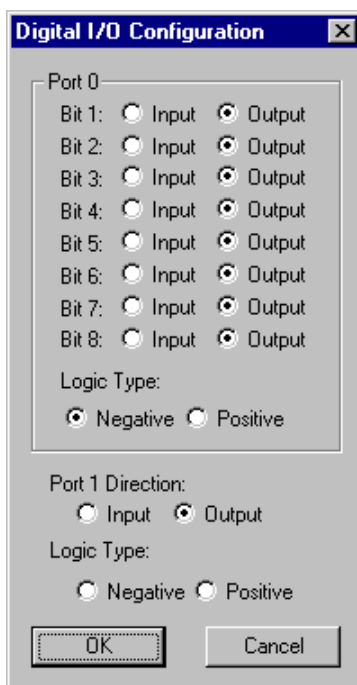 Digital I/O Configuration
Port 0
Bit 1: Input Output
Bit 2: Input Output
Bit 3: Input Output
Bit 4: Input Output
Bit 5: Input Output
Bit 6: Input Output
Bit 7: Input Output
Bit 8: Input Output
Logic Type:
Negative Positive
Port 1 Direction:
Input Output
Logic Type:
Negative Positive
OK Cancel